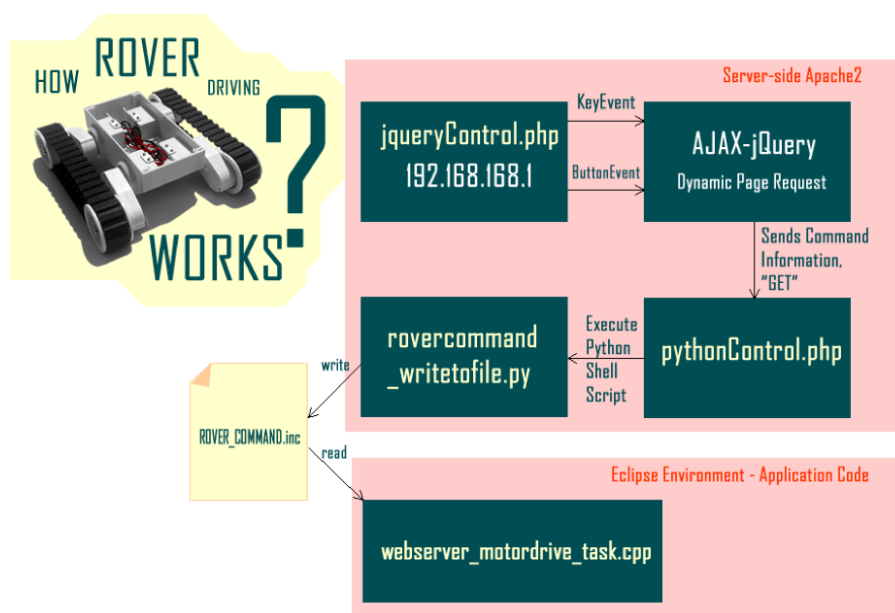 HOW ROVER DRIVING
WORKS?
Server-side Apache2
jqueryControl.php
192.168.168.1
KeyEvent
ButtonEvent
AJAX-jQuery
Dynamic Page Request
Sends Command
Information,
"GET"
pythonControl.php
Execute
Python
Shell
Script
rovercommand
_writetofile.py
write
ROVER_COMMAND.inc
read
Eclipse Environment - Application Code
webserver_motordrive_task.cpp